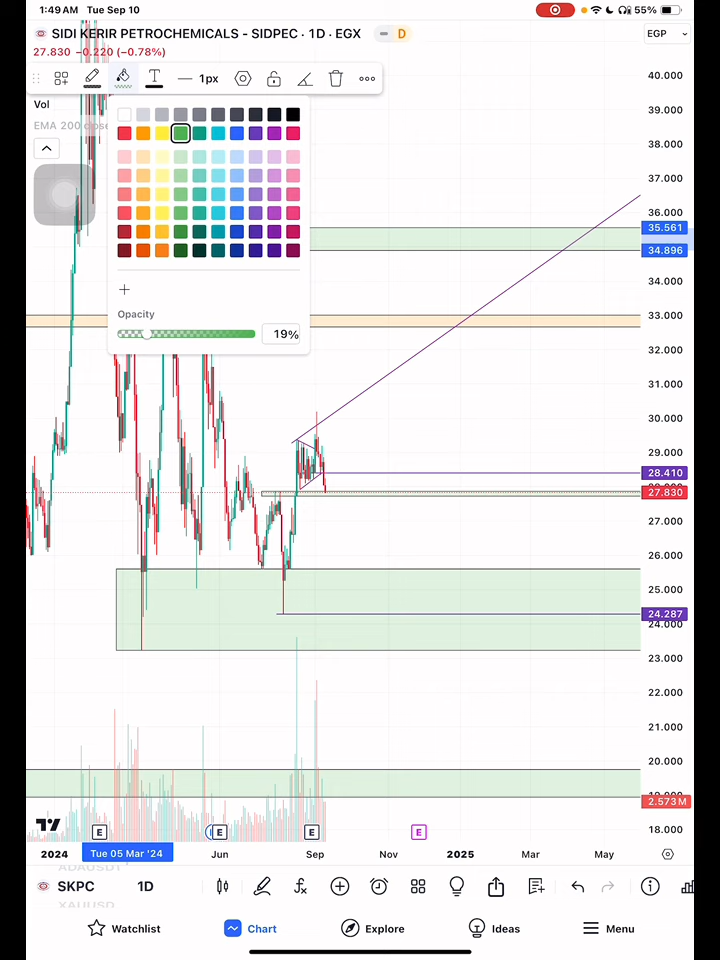 1:49 AM Tue Sep 10
55%
SIDI KERIR PETROCHEMICALS - SIDPEC · 1D · EGX
D
EGP
27.830 −0.220 (−0.78%)
1px
Vol
EMA 200 close
Opacity
19%
40.000
39.000
38.000
37.000
36.000
35.561
34.896
34.000
33.000
32.000
31.000
30.000
29.000
28.410
27.830
27.000
26.000
25.000
24.287
24.000
23.000
22.000
21.000
20.000
19.000
2.573M
18.000
E
E
E
E
2024
Tue 05 Mar '24
Jun
Sep
Nov
2025
Mar
May
ADAUSDT
SKPC
1D
XAUUSD
Watchlist
Chart
Explore
Ideas
Menu